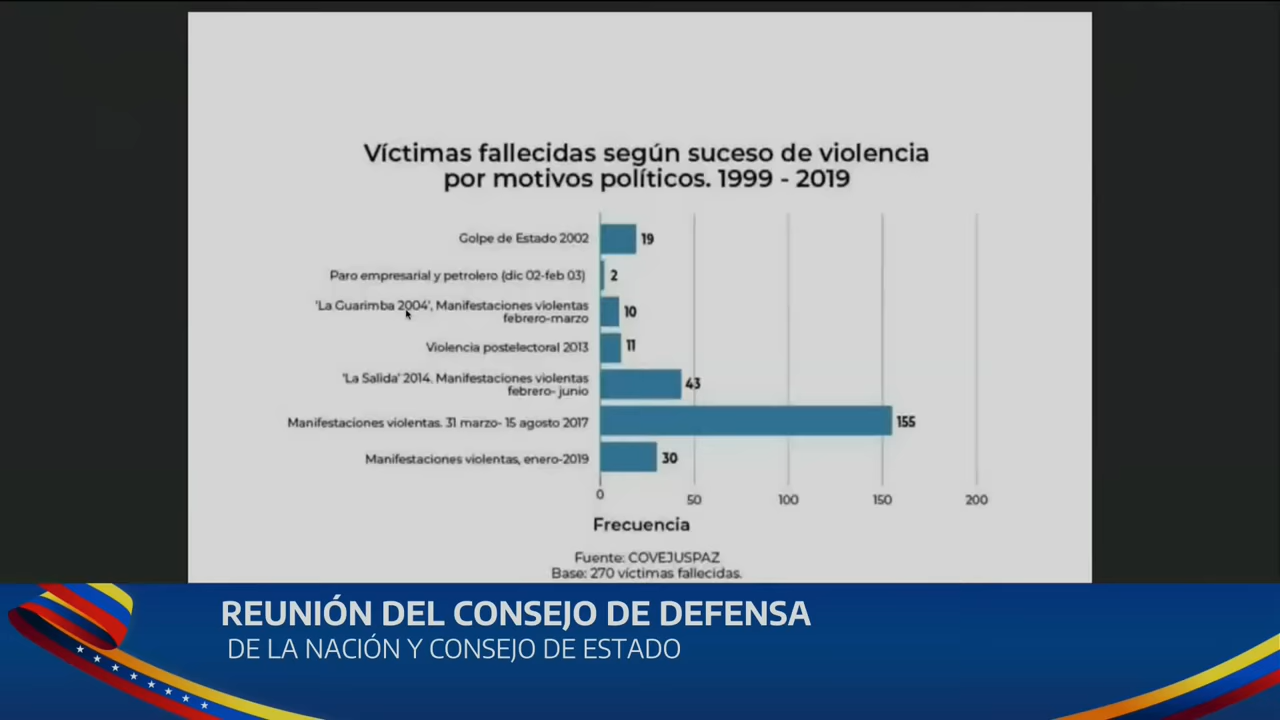 Víctimas fallecidas según suceso de violencia
por motivos políticos. 1999 - 2019
Golpe de Estado 2002
19
Paro empresarial y petrolero (dic 02-feb 03)
2
'La Guarimba 2004', Manifestaciones violentas
febrero-marzo
10
Violencia postelectoral 2013
11
'La Salida' 2014. Manifestaciones violentas
febrero- junio
43
Manifestaciones violentas. 31 marzo- 15 agosto 2017
155
Manifestaciones violentas, enero-2019
30
0 50 100 150 200
Frecuencia
Fuente: COVEJUSPAZ
Base: 270 víctimas fallecidas.
REUNIÓN DEL CONSEJO DE DEFENSA
DE LA NACIÓN Y CONSEJO DE ESTADO